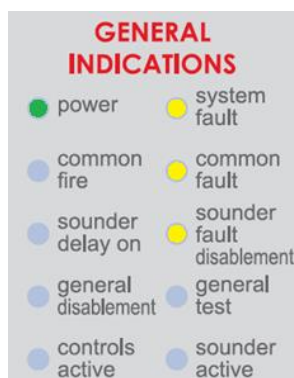 GENERAL
INDICATIONS
power
system
fault
common
fire
common
fault
sounder
delay on
sounder
fault
disablement
general
disablement
general
test
controls
active
sounder
active